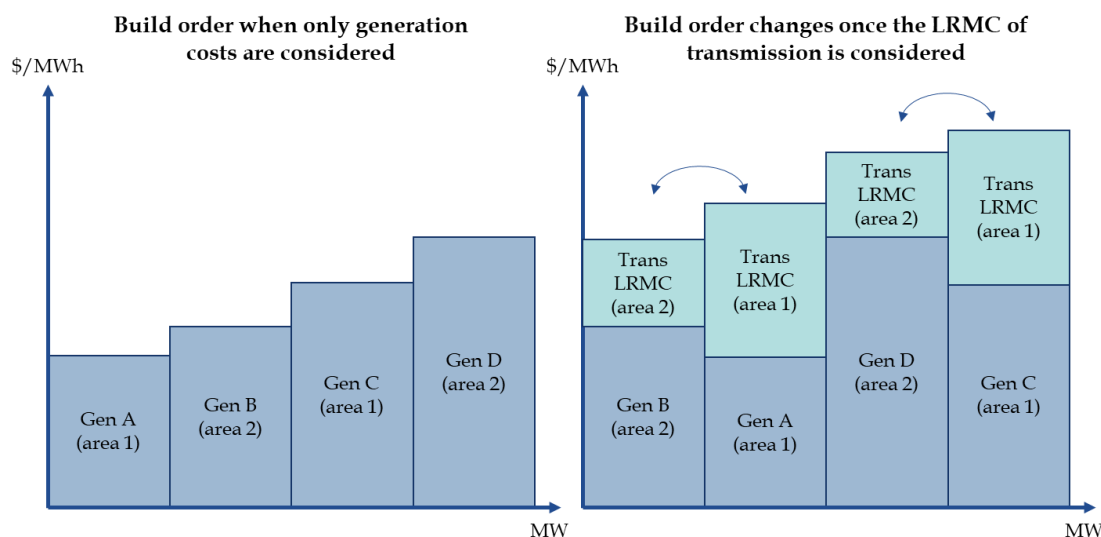 Build order when only generation
costs are considered
$/MWh
Gen A
(area 1)
Gen B
(area 2)
Gen C
(area 1)
Gen D
(area 2)
MW
Build order changes once the LRMC of
transmission is considered
$/MWh
Trans
LRMC
(area 2)
Gen B
(area 2)
Trans
LRMC
(area 1)
Gen A
(area 1)
Trans
LRMC
(area 2)
Gen D
(area 2)
Trans
LRMC
(area 1)
Gen C
(area 1)
MW